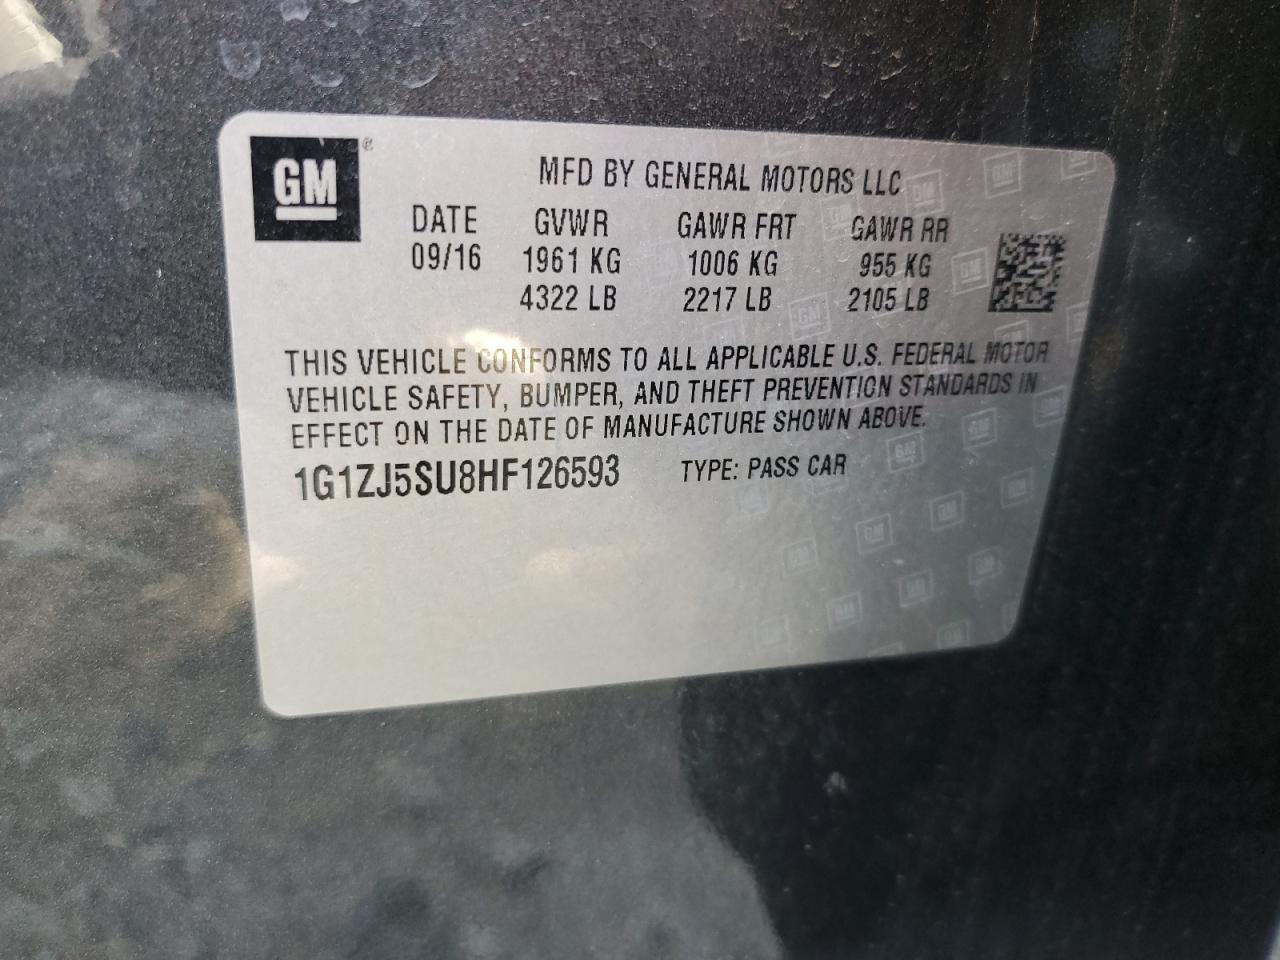 GM®
MFD BY GENERAL MOTORS LLC
DATE GVWR GAWR FRT GAWR RR
09/16 1961 KG 1006 KG 955 KG
4322 LB 2217 LB 2105 LB
THIS VEHICLE CONFORMS TO ALL APPLICABLE U.S. FEDERAL MOTOR
VEHICLE SAFETY, BUMPER, AND THEFT PREVENTION STANDARDS IN
EFFECT ON THE DATE OF MANUFACTURE SHOWN ABOVE.
1G1ZJ5SU8HF126593 TYPE: PASS CAR